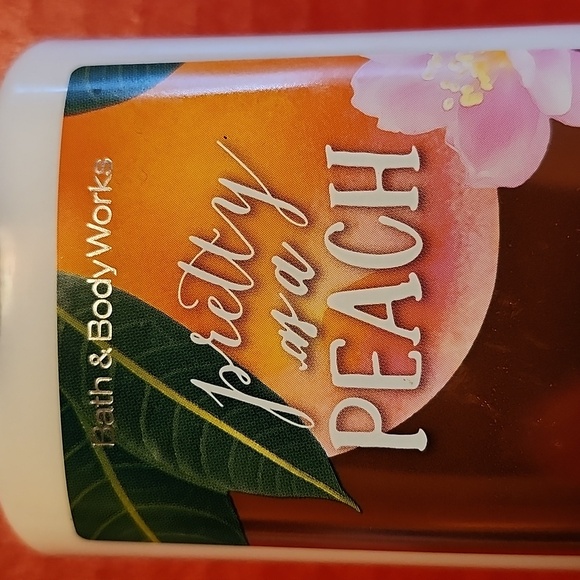 Bath & Body Works
pretty
as a
PEACH